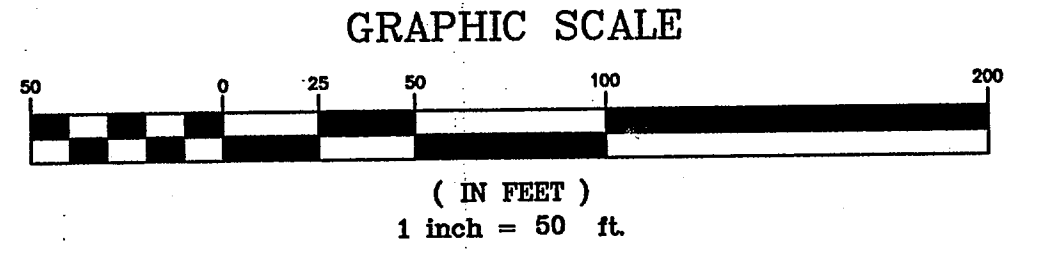 GRAPHIC SCALE
50 0 25 50 100 200
( IN FEET )
1 inch = 50 ft.